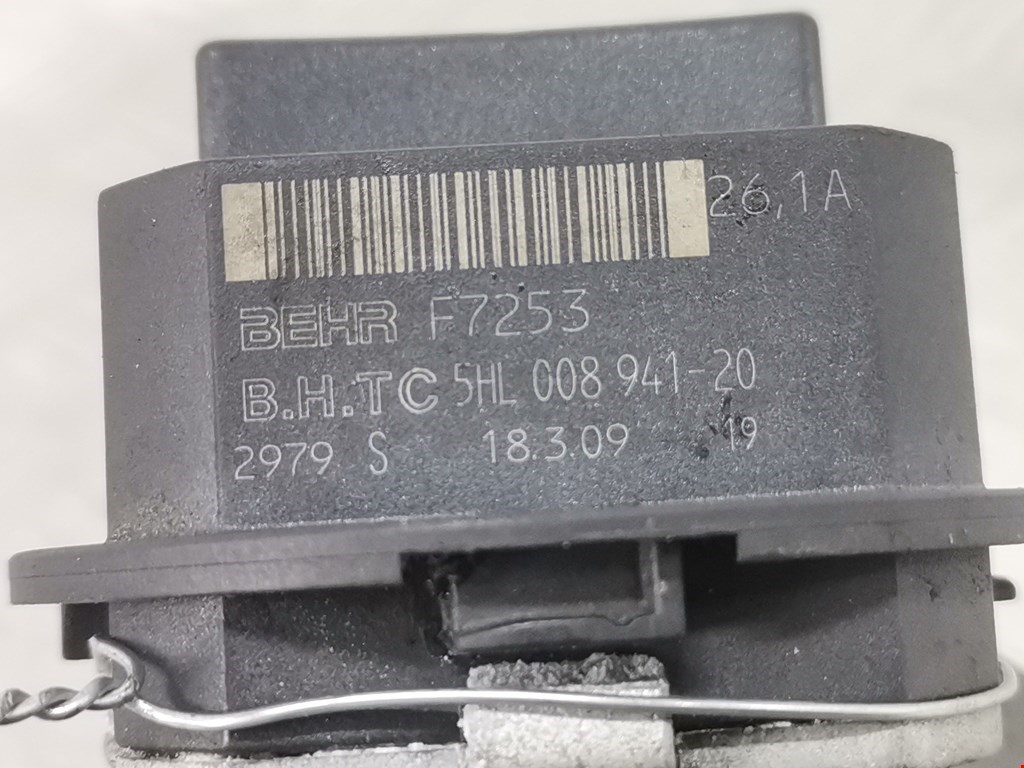 26,1A
BEHR F7253
B.H.TC 5HL 008 941-20
2979 S 18.3.09 19